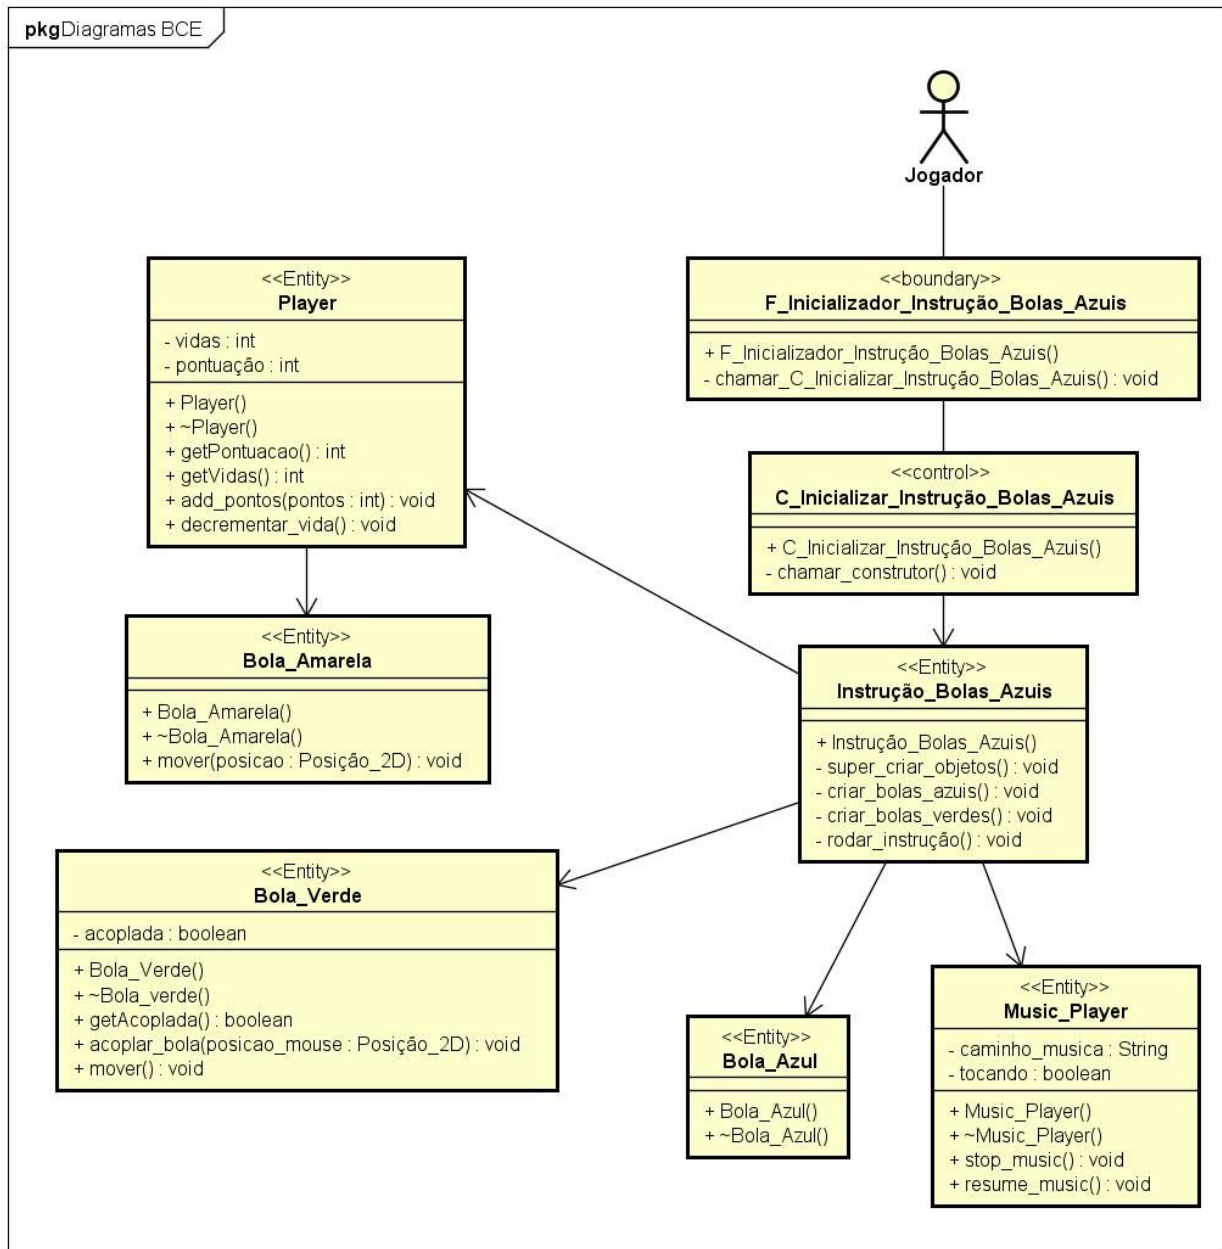 pkgDiagramas BCE
Jogador
<<boundary>>
F_Inicializador_Instrução_Bolas_Azuis
+ F_Inicializador_Instrução_Bolas_Azuis()
- chamar_C_Inicializar_Instrução_Bolas_Azuis() : void
<<Entity>>
Player
- vidas : int
- pontuação : int
+ Player()
+ ~Player()
+ getPontuacao() : int
+ getVidas() : int
+ add_pontos(pontos : int) : void
+ decrementar_vida() : void
<<control>>
C_Inicializar_Instrução_Bolas_Azuis
+ C_Inicializar_Instrução_Bolas_Azuis()
- chamar_construtor() : void
<<Entity>>
Bola_Amarela
+ Bola_Amarela()
+ ~Bola_Amarela()
+ mover(posicao : Posição_2D) : void
<<Entity>>
Instrução_Bolas_Azuis
+ Instrução_Bolas_Azuis()
- super_criar_objetos() : void
- criar_bolas_azuis() : void
- criar_bolas_verdes() : void
- rodar_instrução() : void
<<Entity>>
Bola_Verde
- acoplada : boolean
+ Bola_Verde()
+ ~Bola_verde()
+ getAcoplada() : boolean
+ acoplar_bola(posicao_mouse : Posição_2D) : void
+ mover() : void
<<Entity>>
Bola_Azul
+ Bola_Azul()
+ ~Bola_Azul()
<<Entity>>
Music_Player
- caminho_musica : String
- tocando : boolean
+ Music_Player()
+ ~Music_Player()
+ stop_music() : void
+ resume_music() : void